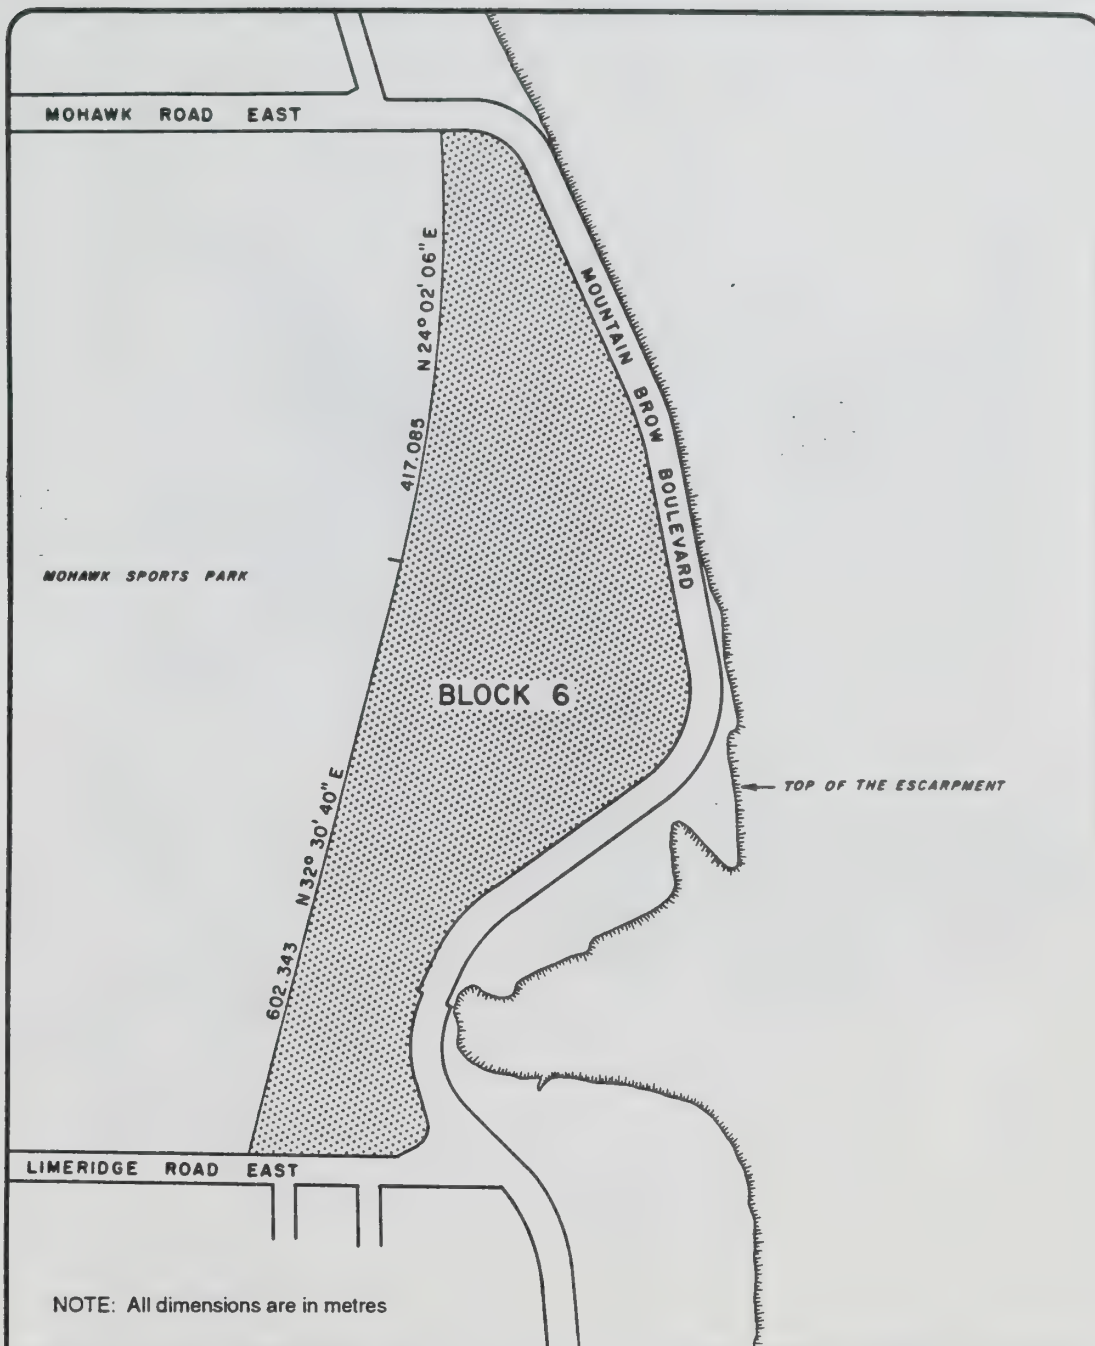 MOHAWK ROAD EAST
N 24° 02' 06" E
MOUNTAIN BROW BOULEVARD
417.085
MOHAWK SPORTS PARK
BLOCK 6
N 32° 30' 40" E
TOP OF THE ESCARPMENT
602.343
LIMERIDGE ROAD EAST
NOTE: All dimensions are in metres